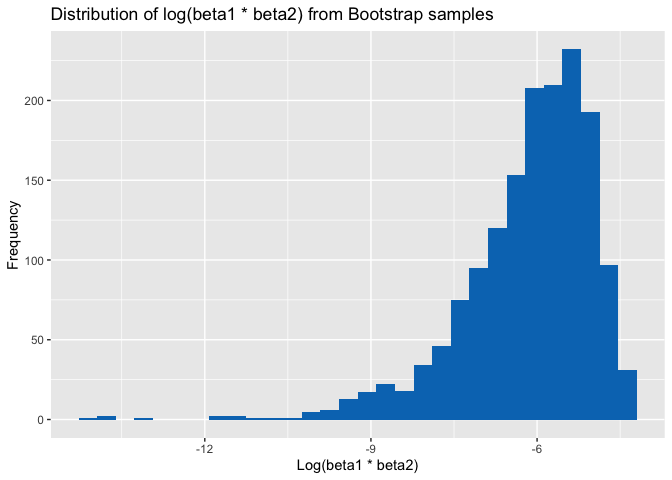 Distribution of log(beta1 * beta2) from Bootstrap samples
Frequency
200
150
100
50
0
-12 -9 -6
Log(beta1 * beta2)